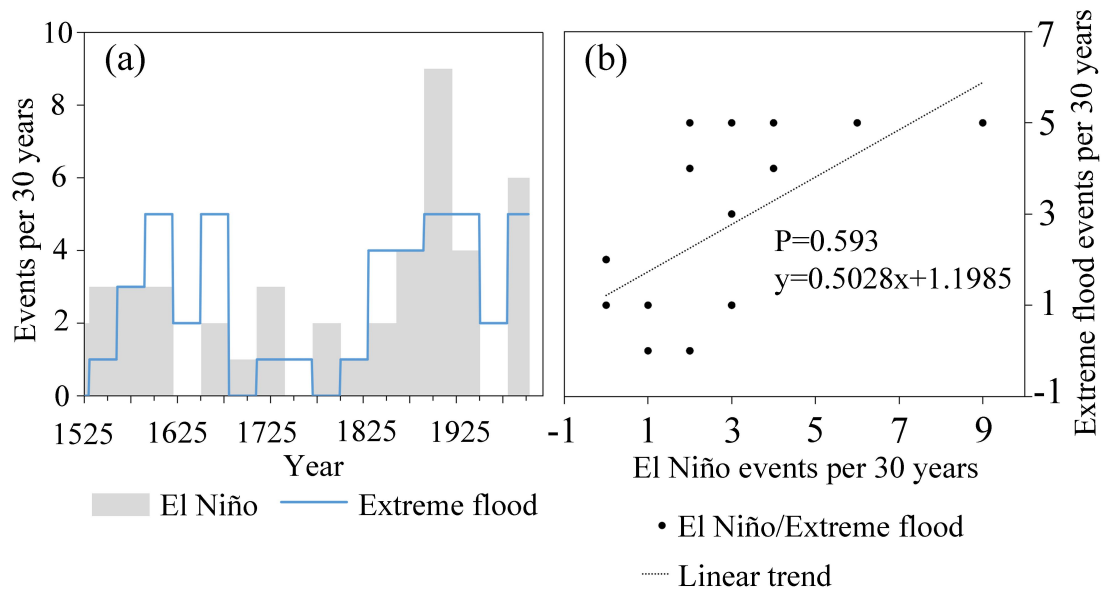 (a)
Events per 30 years
10
8
6
4
2
0
1525 1625 1725 1825 1925
Year
El Niño Extreme flood
(b)
Extreme flood events per 30 years
7
5
3
1
-1
P=0.593
y=0.5028x+1.1985
-1 1 3 5 7 9
El Niño events per 30 years
El Niño/Extreme flood
Linear trend